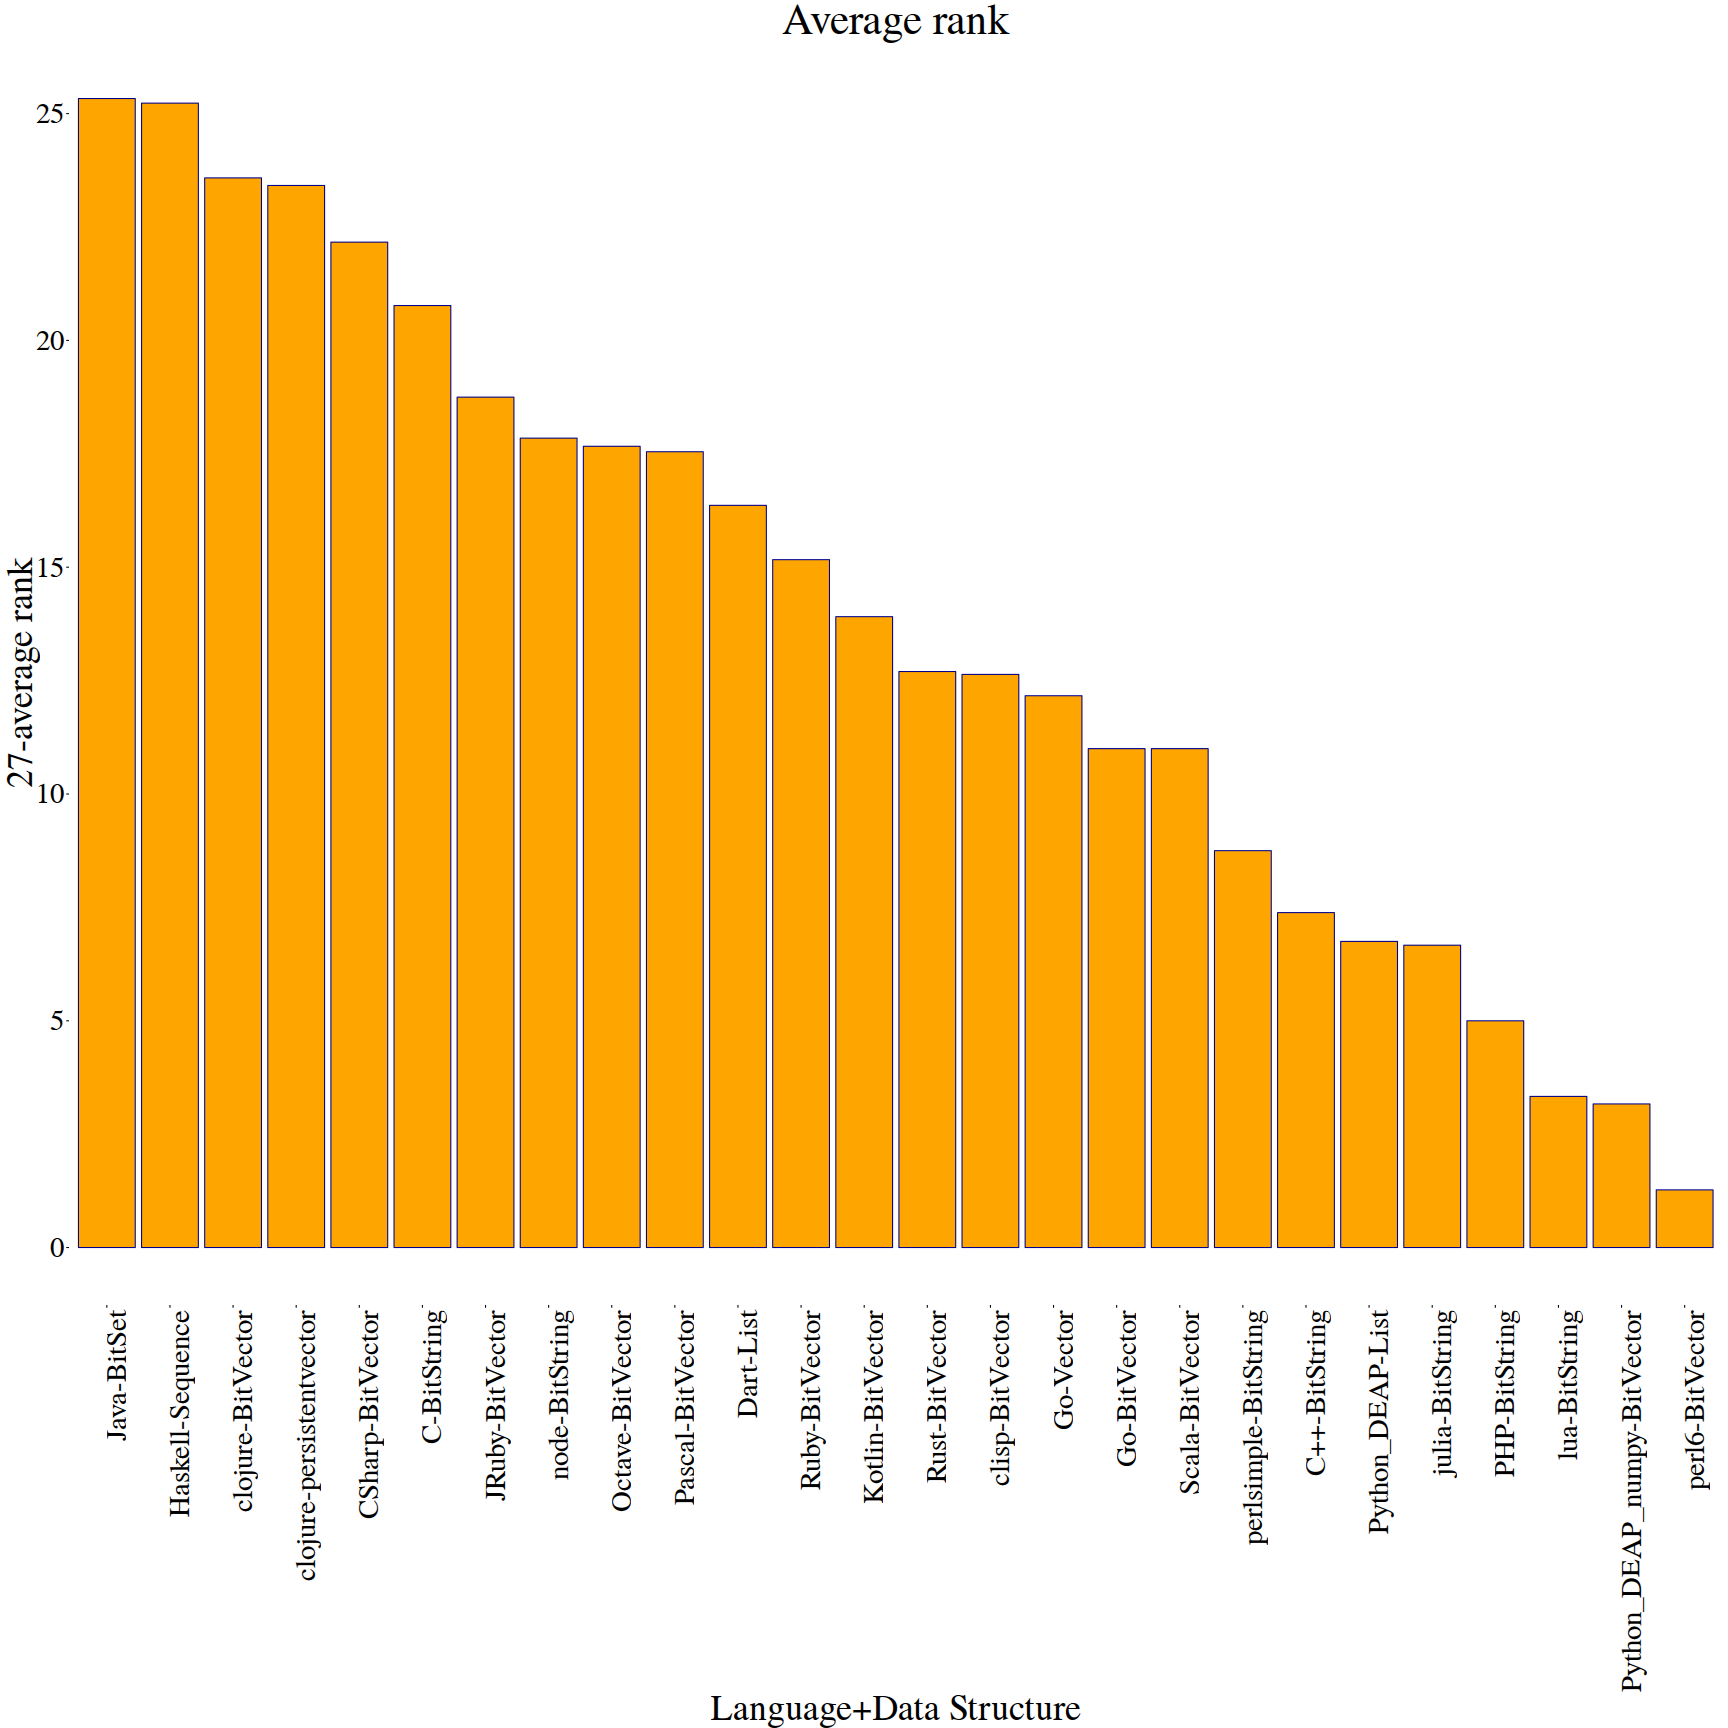 Average rank
27-average rank
25
20
15
10
5
0
Java-BitSet
Haskell-Sequence
clojure-BitVector
clojure-persistentvector
CSharp-BitVector
C-BitString
JRuby-BitVector
node-BitString
Octave-BitVector
Pascal-BitVector
Dart-List
Ruby-BitVector
Kotlin-BitVector
Rust-BitVector
clisp-BitVector
Go-Vector
Go-BitVector
Scala-BitVector
perlsimple-BitString
C++-BitString
Python_DEAP-List
julia-BitString
PHP-BitString
lua-BitString
Python_DEAP_numpy-BitVector
perl6-BitVector
Language+Data Structure